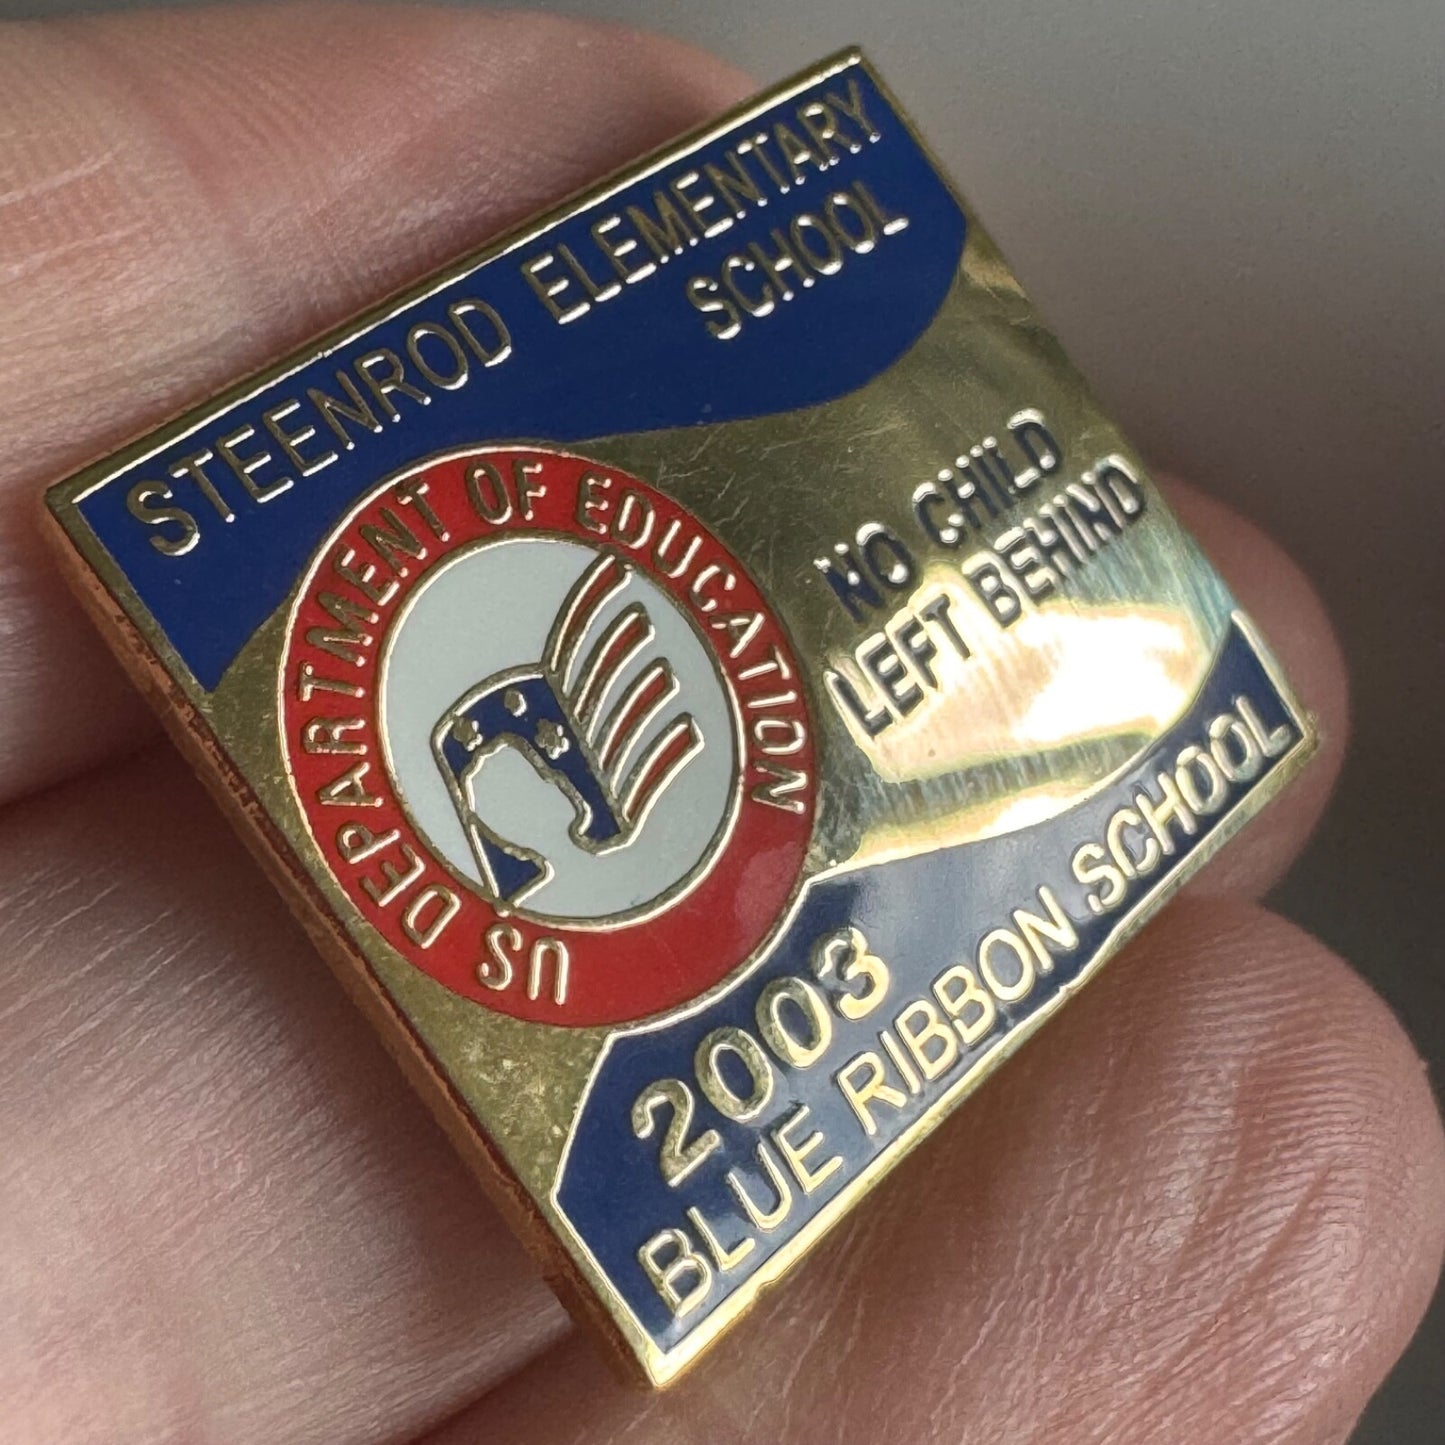 STEENROD ELEMENTARY
SCHOOL
US DEPARTMENT OF EDUCATION
NO CHILD
LEFT BEHIND
2003
BLUE RIBBON SCHOOL